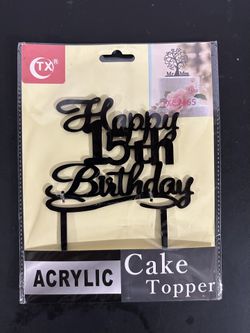 TX®
Happy
15th
Birthday
ACRYLIC
Cake
Topper